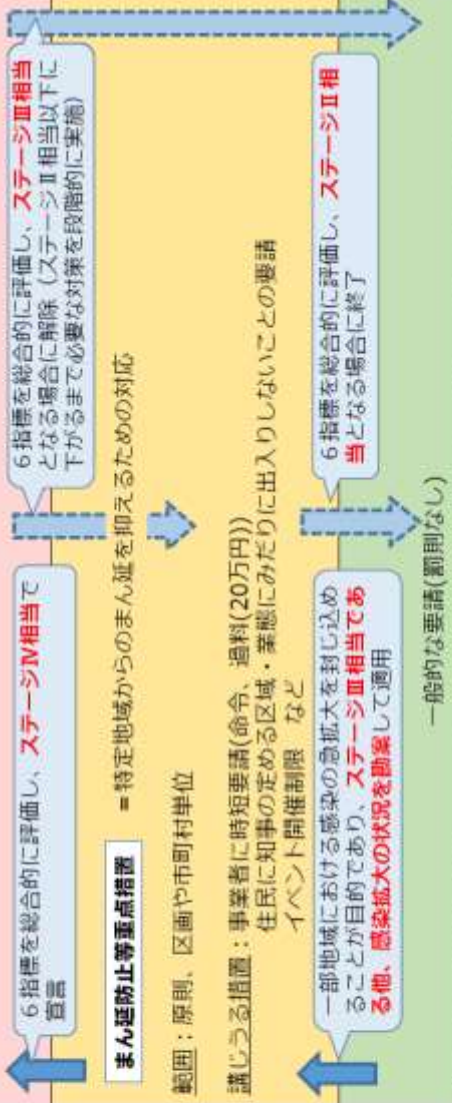 6指標を総合的に評価し、ステージⅣ相当で
宣言
6指標を総合的に評価し、ステージⅢ相当
となる場合に解除（ステージⅡ相当以下に
下がるまで必要な対策を段階的に実施)
まん延防止等重点措置
＝特定地域からのまん延を抑えるための対応
範囲：原則、区画や市町村単位
講じうる措置：事業者に時短要請(命令、過料(20万円))
住民に知事の定める区域・業態にみだりに出入りしないことの要請
イベント開催制限　など
一部地域における感染の急拡大を封じ込め
ることが目的であり、ステージⅢ相当であ
る他、感染拡大の状況を勘案して適用
6指標を総合的に評価し、ステージⅡ相
当となる場合に終了
一般的な要請(罰則なし)